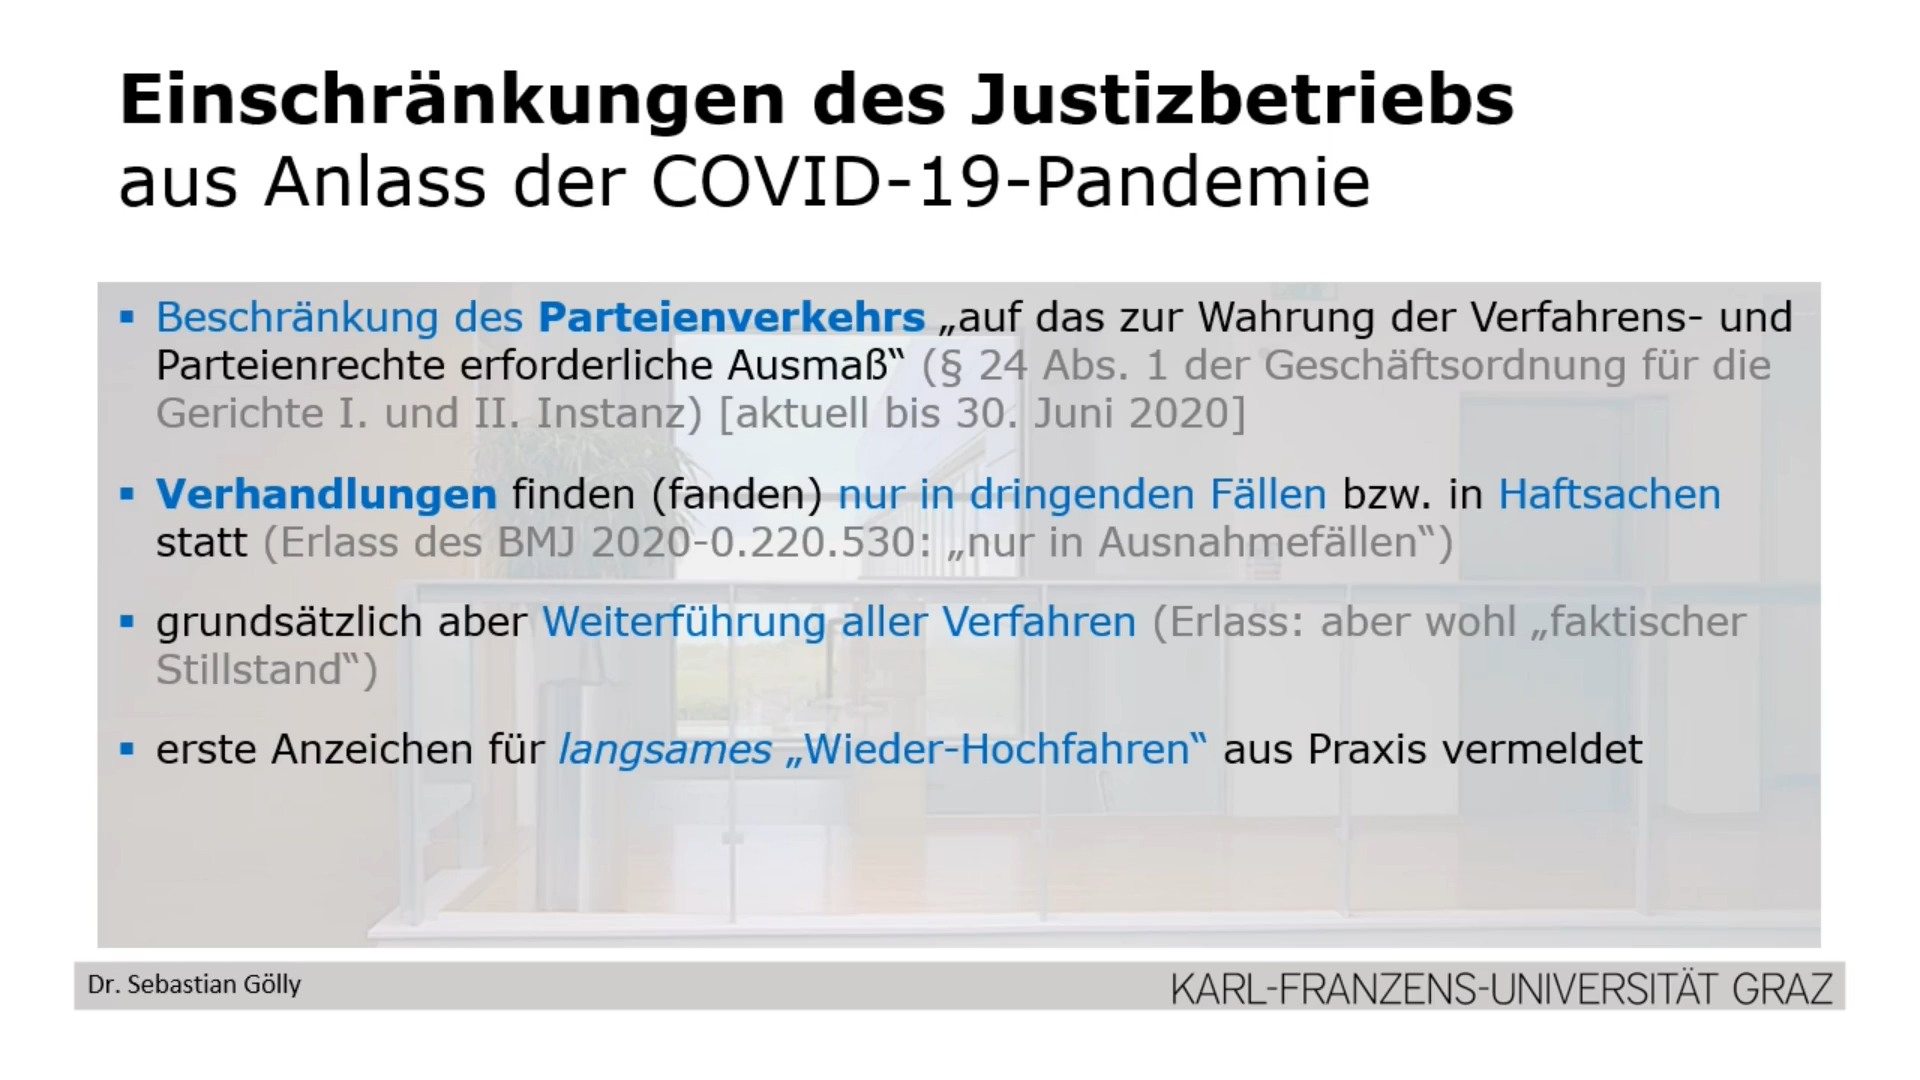 Einschränkungen des Justizbetriebs
aus Anlass der COVID-19-Pandemie
▪ Beschränkung des Parteienverkehrs „auf das zur Wahrung der Verfahrens- und
Parteienrechte erforderliche Ausmaß“ (§ 24 Abs. 1 der Geschäftsordnung für die
Gerichte I. und II. Instanz) [aktuell bis 30. Juni 2020]
▪ Verhandlungen finden (fanden) nur in dringenden Fällen bzw. in Haftsachen
statt (Erlass des BMJ 2020-0.220.530: „nur in Ausnahmefällen“)
▪ grundsätzlich aber Weiterführung aller Verfahren (Erlass: aber wohl „faktischer
Stillstand“)
▪ erste Anzeichen für langsames „Wieder-Hochfahren“ aus Praxis vermeldet
Dr. Sebastian Gölly
KARL-FRANZENS-UNIVERSITÄT GRAZ